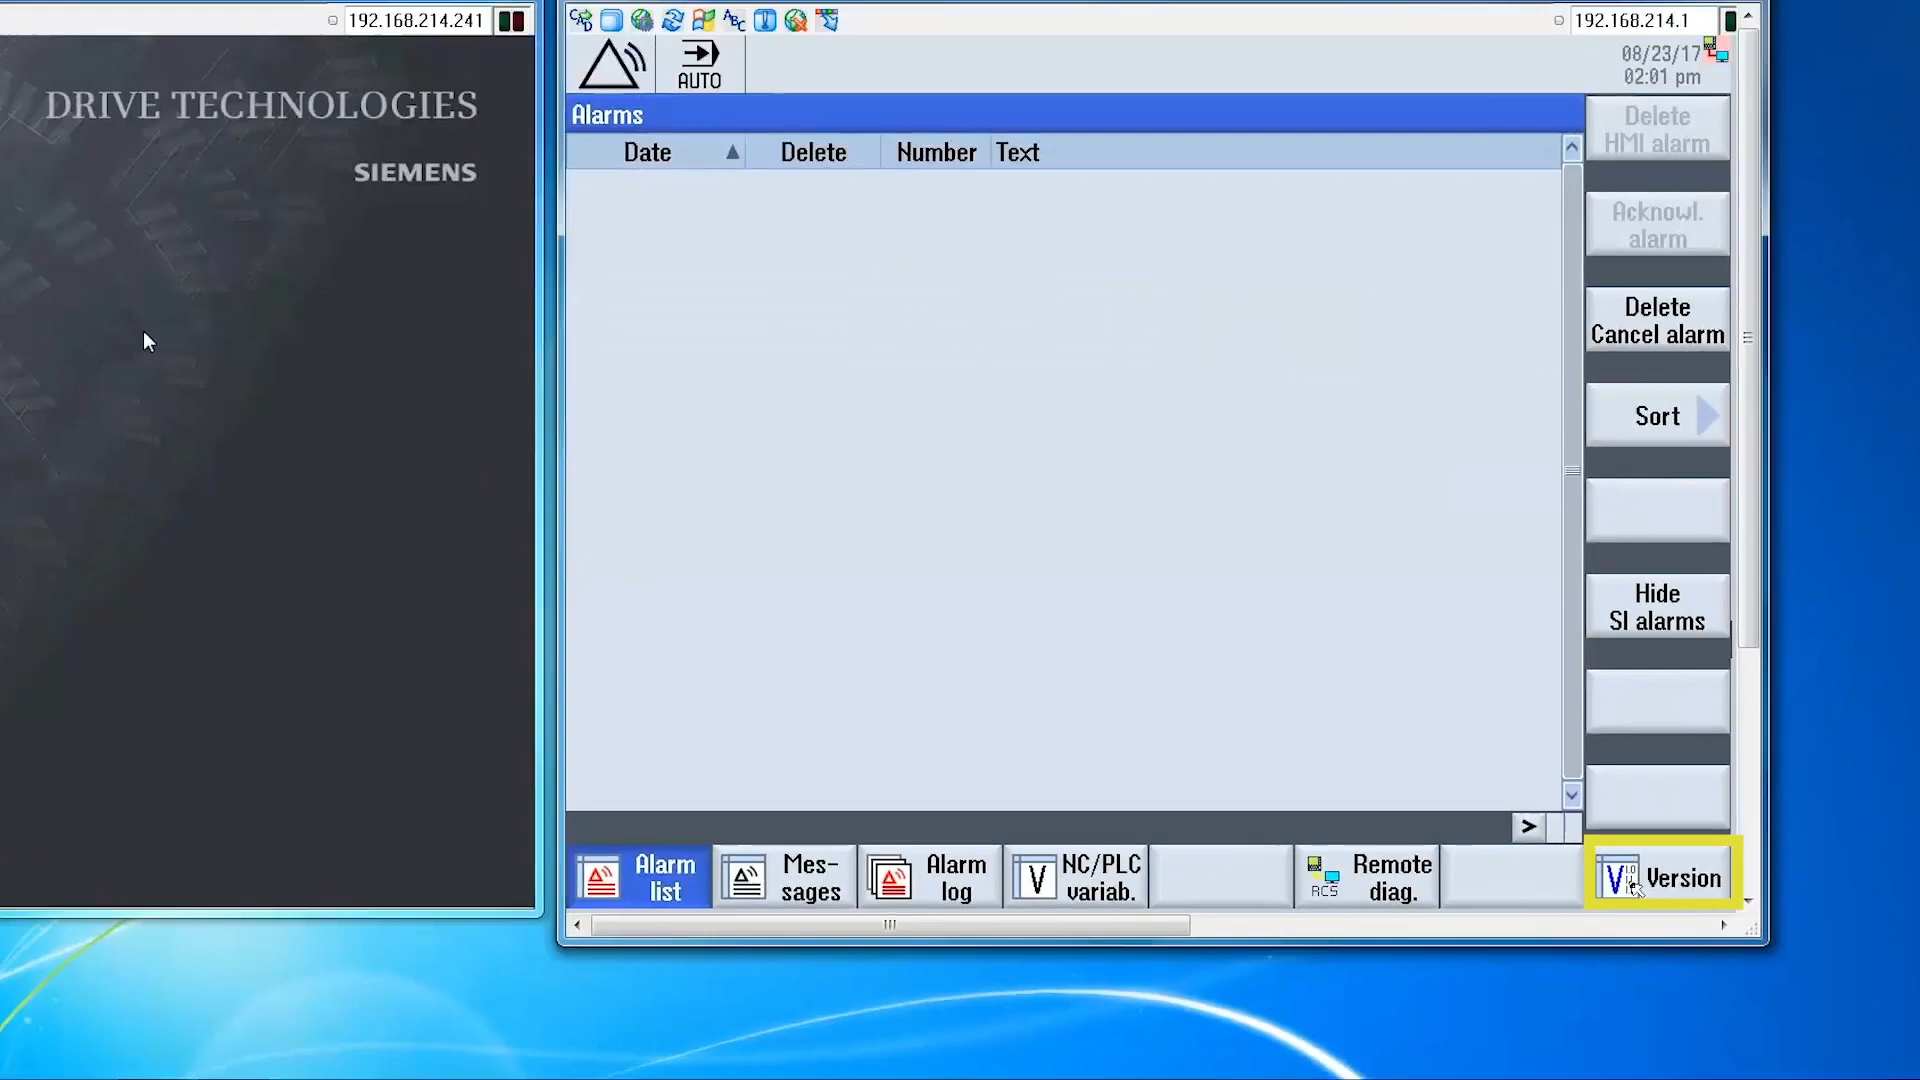 192.168.214.241
DRIVE TECHNOLOGIES
SIEMENS
192.168.214.1
AUTO
08/23/17
02:01 pm
Alarms
Date Delete Number Text
Delete
HMI alarm
Acknowl.
alarm
Delete
Cancel alarm
Sort
Hide
SI alarms
>
Alarm
list
Mes-
sages
Alarm
log
V
NC/PLC
variab.
RCS
Remote
diag.
V
Version